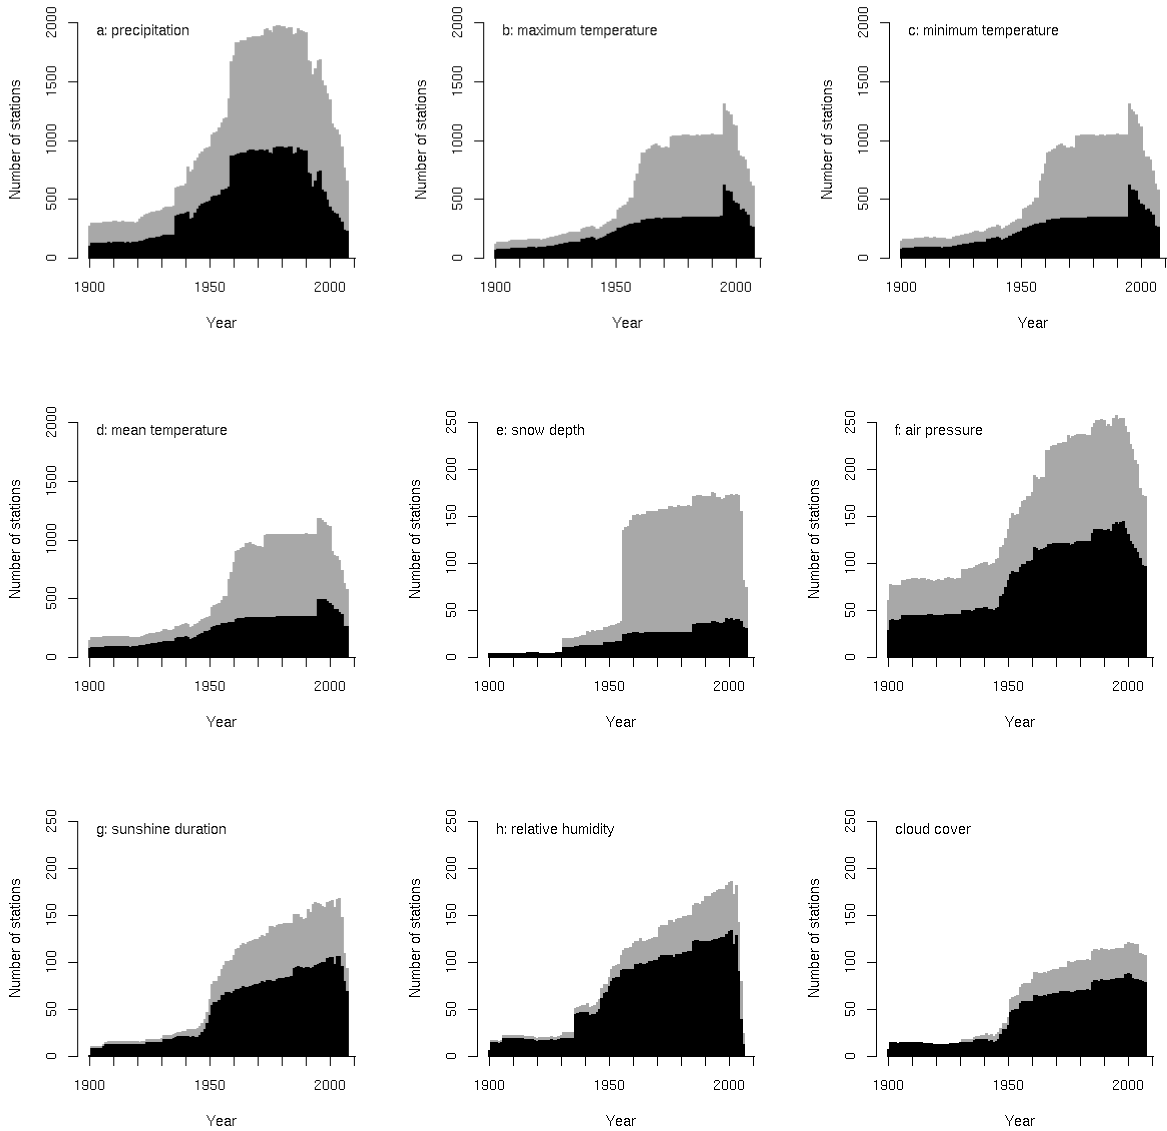 a: precipitation
Number of stations
0 500 1000 1500 2000
1900 1950 2000
Year
b: maximum temperature
Number of stations
0 500 1000 1500 2000
1900 1950 2000
Year
c: minimum temperature
Number of stations
0 500 1000 1500 2000
1900 1950 2000
Year
d: mean temperature
Number of stations
0 500 1000 1500 2000
1900 1950 2000
Year
e: snow depth
Number of stations
0 50 100 150 200 250
1900 1950 2000
Year
f: air pressure
Number of stations
0 50 100 150 200 250
1900 1950 2000
Year
g: sunshine duration
Number of stations
0 50 100 150 200 250
1900 1950 2000
Year
h: relative humidity
Number of stations
0 50 100 150 200 250
1900 1950 2000
Year
cloud cover
Number of stations
0 50 100 150 200 250
1900 1950 2000
Year